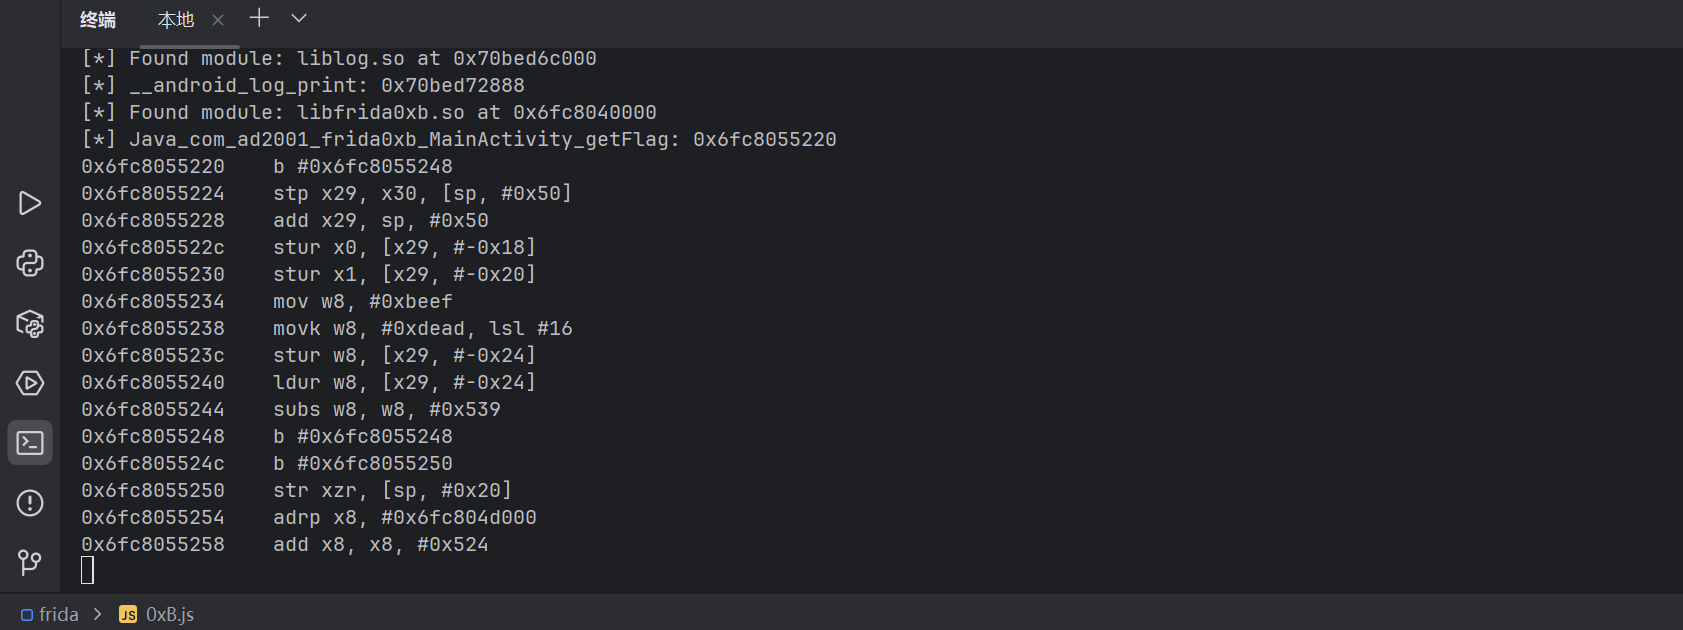 终端 本地
[*] Found module: liblog.so at 0x70bed6c000
[*] __android_log_print: 0x70bed72888
[*] Found module: libfrida0xb.so at 0x6fc8040000
[*] Java_com_ad2001_frida0xb_MainActivity_getFlag: 0x6fc8055220
0x6fc8055220    b #0x6fc8055248
0x6fc8055224    stp x29, x30, [sp, #0x50]
0x6fc8055228    add x29, sp, #0x50
0x6fc805522c    stur x0, [x29, #-0x18]
0x6fc8055230    stur x1, [x29, #-0x20]
0x6fc8055234    mov w8, #0xbeef
0x6fc8055238    movk w8, #0xdead, lsl #16
0x6fc805523c    stur w8, [x29, #-0x24]
0x6fc8055240    ldur w8, [x29, #-0x24]
0x6fc8055244    subs w8, w8, #0x539
0x6fc8055248    b #0x6fc8055248
0x6fc805524c    b #0x6fc8055250
0x6fc8055250    str xzr, [sp, #0x20]
0x6fc8055254    adrp x8, #0x6fc804d000
0x6fc8055258    add x8, x8, #0x524
frida > JS 0xB.js